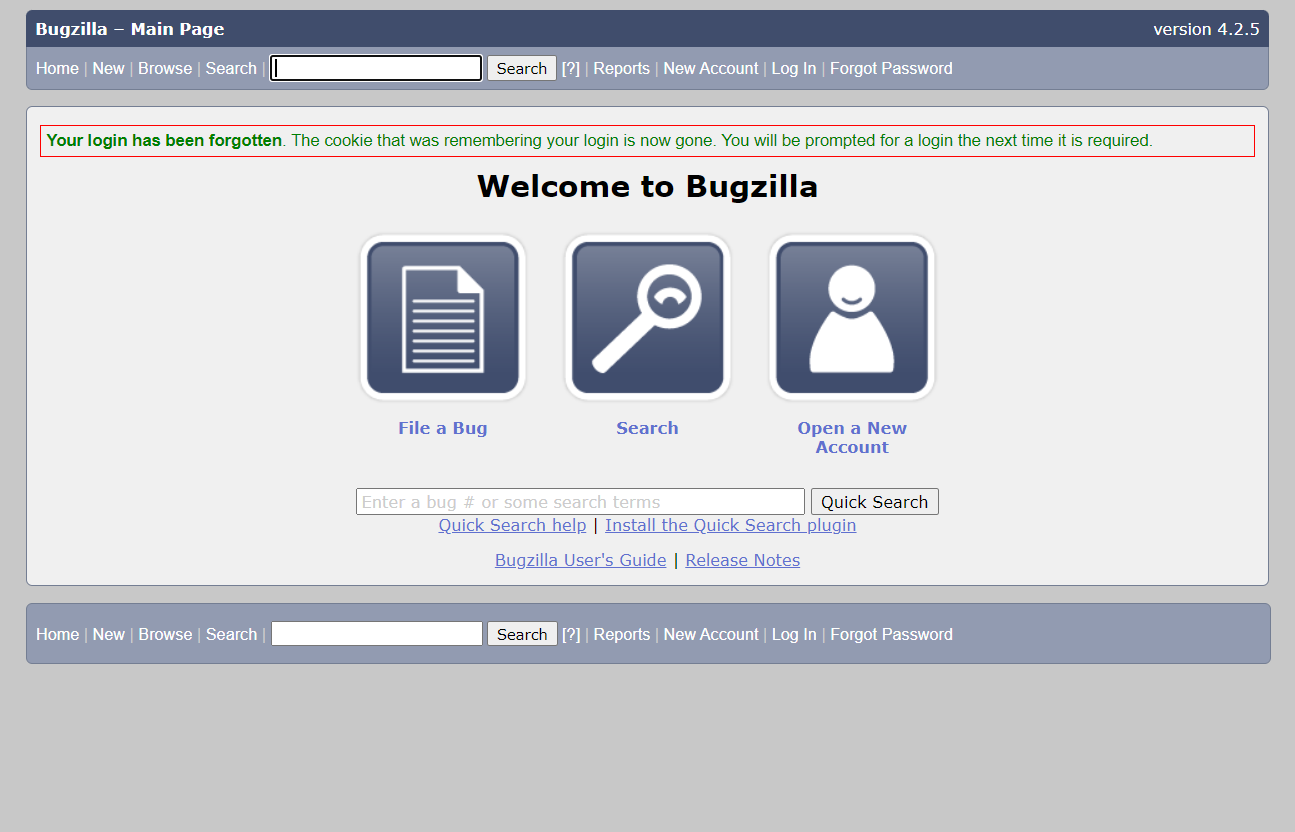 Bugzilla – Main Page version 4.2.5
Home | New | Browse | Search | Search [?] | Reports | New Account | Log In | Forgot Password
Your login has been forgotten. The cookie that was remembering your login is now gone. You will be prompted for a login the next time it is required.
Welcome to Bugzilla
File a Bug
Search
Open a New
Account
Enter a bug # or some search terms Quick Search
Quick Search help | Install the Quick Search plugin
Bugzilla User's Guide | Release Notes
Home | New | Browse | Search | Search [?] | Reports | New Account | Log In | Forgot Password